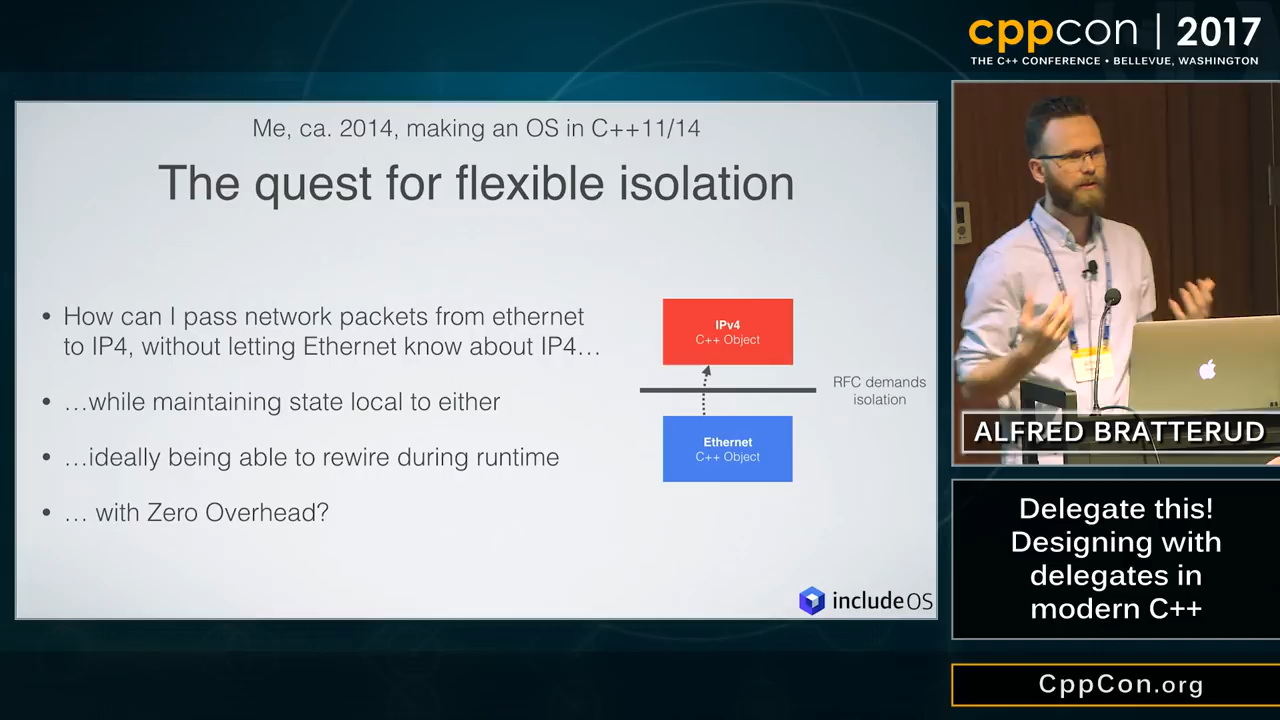 cppcon | 2017
THE C++ CONFERENCE • BELLEVUE, WASHINGTON
Me, ca. 2014, making an OS in C++11/14
The quest for flexible isolation
• How can I pass network packets from ethernet
to IP4, without letting Ethernet know about IP4…
• …while maintaining state local to either
• …ideally being able to rewire during runtime
• … with Zero Overhead?
IPv4
C++ Object
RFC demands
isolation
Ethernet
C++ Object
includeOS
ALFRED BRATTERUD
Delegate this!
Designing with
delegates in
modern C++
CppCon.org